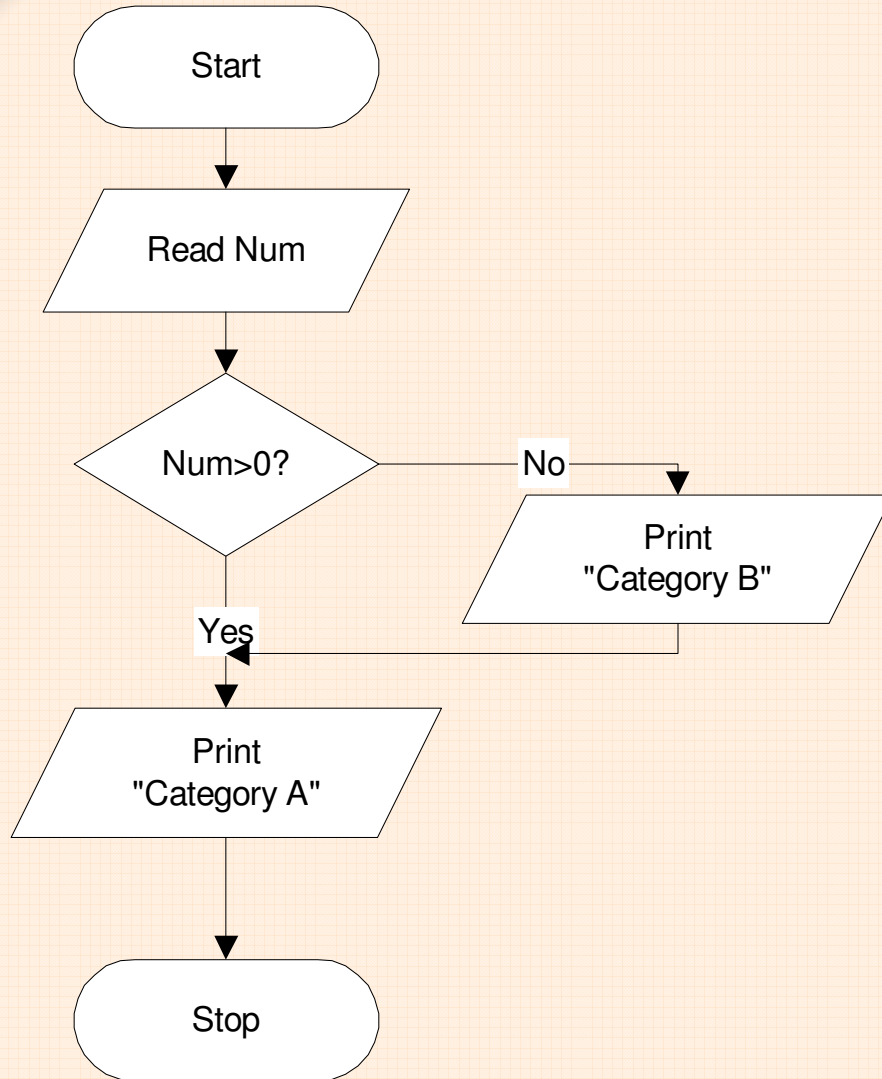 Start
Read Num
Num>0?
No
Print
"Category B"
Yes
Print
"Category A"
Stop